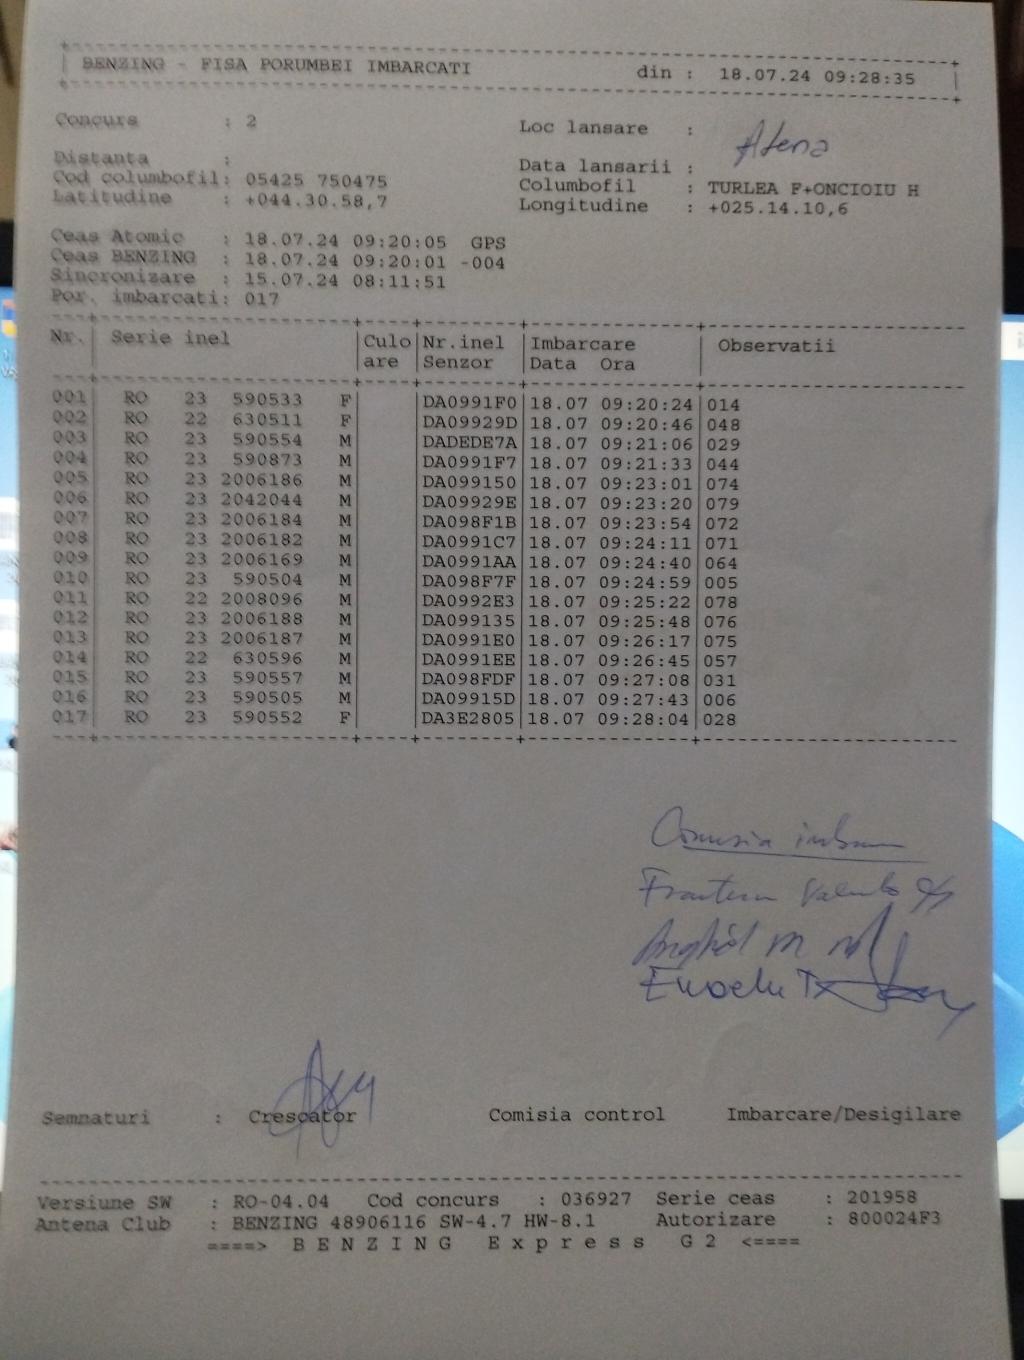 BENZING - FISA PORUMBEI IMBARCATI din : 18.07.24 09:28:35
Concurs : 2 Loc lansare : Atena
Distanta : Data lansarii :
Cod columbofil: 05425 750475 Columbofil : TURLEA F+ONCIOIU H
Latitudine : +044.30.58,7 Longitudine : +025.14.10,6
Ceas Atomic : 18.07.24 09:20:05 GPS
Ceas BENZING : 18.07.24 09:20:01 -004
Sincronizare : 15.07.24 08:11:51
Por. imbarcati: 017
Nr. Serie inel Culo Nr.inel Imbarcare Observatii
are Senzor Data Ora
001 RO 23 590533 F DA0991F0 18.07 09:20:24 014
002 RO 22 630511 F DA09929D 18.07 09:20:46 048
003 RO 23 590554 M DADEDE7A 18.07 09:21:06 029
004 RO 23 590873 M DA0991F7 18.07 09:21:33 044
005 RO 23 2006186 M DA099150 18.07 09:23:01 074
006 RO 23 2042044 M DA09929E 18.07 09:23:20 079
007 RO 23 2006184 M DA098F1B 18.07 09:23:54 072
008 RO 23 2006182 M DA0991C7 18.07 09:24:11 071
009 RO 23 2006169 M DA0991AA 18.07 09:24:40 064
010 RO 23 590504 M DA098F7F 18.07 09:24:59 005
011 RO 22 2008096 M DA0992E3 18.07 09:25:22 078
012 RO 23 2006188 M DA099135 18.07 09:25:48 076
013 RO 23 2006187 M DA0991E0 18.07 09:26:17 075
014 RO 22 630596 M DA0991EE 18.07 09:26:45 057
015 RO 23 590557 M DA098FDF 18.07 09:27:08 031
016 RO 23 590505 M DA09915D 18.07 09:27:43 006
017 RO 23 590552 F DA3E2805 18.07 09:28:04 028
Comisia
Semnaturi : Crescator Comisia control Imbarcare/Desigilare
Versiune SW : RO-04.04 Cod concurs : 036927 Serie ceas : 201958
Antena Club : BENZING 48906116 SW-4.7 HW-8.1 Autorizare : 800024F3
====> B E N Z I N G E x p r e s s G 2 <====